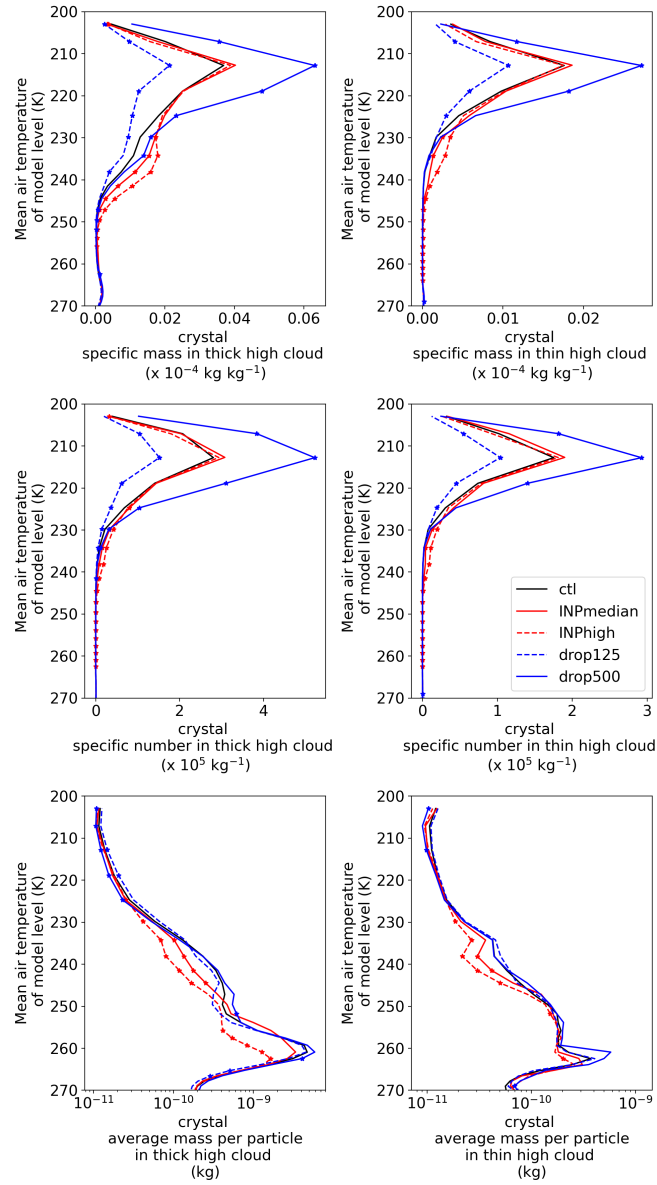 200
210
220
230
240
250
260
270
Mean air temperature
of model level (K)
0.00 0.02 0.04 0.06
crystal
specific mass in thick high cloud
(x 10⁻⁴ kg kg⁻¹)
200
210
220
230
240
250
260
270
Mean air temperature
of model level (K)
0.00 0.01 0.02
crystal
specific mass in thin high cloud
(x 10⁻⁴ kg kg⁻¹)
200
210
220
230
240
250
260
270
Mean air temperature
of model level (K)
0 2 4
crystal
specific number in thick high cloud
(x 10⁵ kg⁻¹)
200
210
220
230
240
250
260
270
Mean air temperature
of model level (K)
ctl
INPmedian
INPhigh
drop125
drop500
0 1 2 3
crystal
specific number in thin high cloud
(x 10⁵ kg⁻¹)
200
210
220
230
240
250
260
270
Mean air temperature
of model level (K)
10⁻¹¹ 10⁻¹⁰ 10⁻⁹
crystal
average mass per particle
in thick high cloud
(kg)
200
210
220
230
240
250
260
270
Mean air temperature
of model level (K)
10⁻¹¹ 10⁻¹⁰ 10⁻⁹
crystal
average mass per particle
in thin high cloud
(kg)